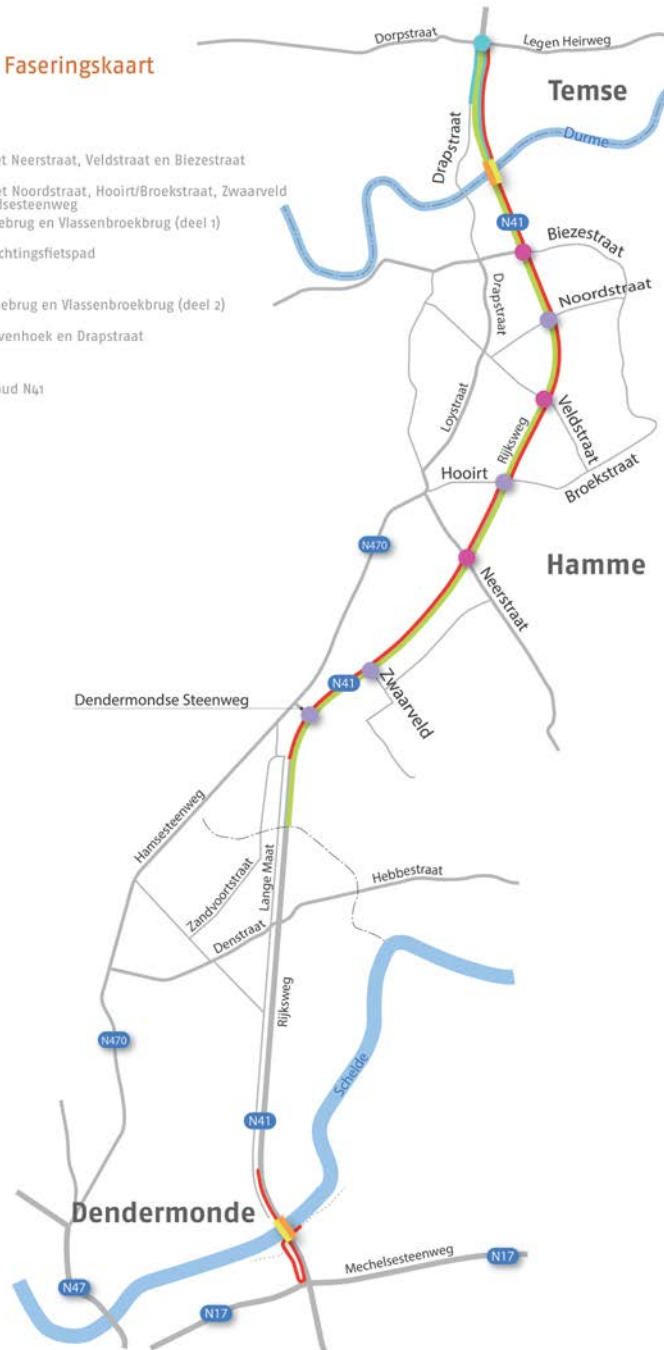 Faseringskaart
Dorpstraat
Legen Heirweg
Temse
et Neerstraat, Veldstraat en Biezestraat
et Noordstraat, Hooirt/Broekstraat, Zwaarveld
dsesteenweg
ebrug en Vlassenbroekbrug (deel 1)
chtingsfietspad
ebrug en Vlassenbroekbrug (deel 2)
venhoek en Drapstraat
ud N41
Drapstraat
Durme
N41
Biezestraat
Drapstraat
Noordstraat
Loystraat
Rijksweg
Veldstraat
Hooirt
Broekstraat
N470
Hamme
Neerstraat
N41
Zwaarveld
Dendermondse Steenweg
Hamsesteenweg
Zandvoortstraat
Lange Maat
Hebbestraat
Denstraat
Rijksweg
N470
Schelde
N41
Dendermonde
Mechelsesteenweg
N17
N47
N17